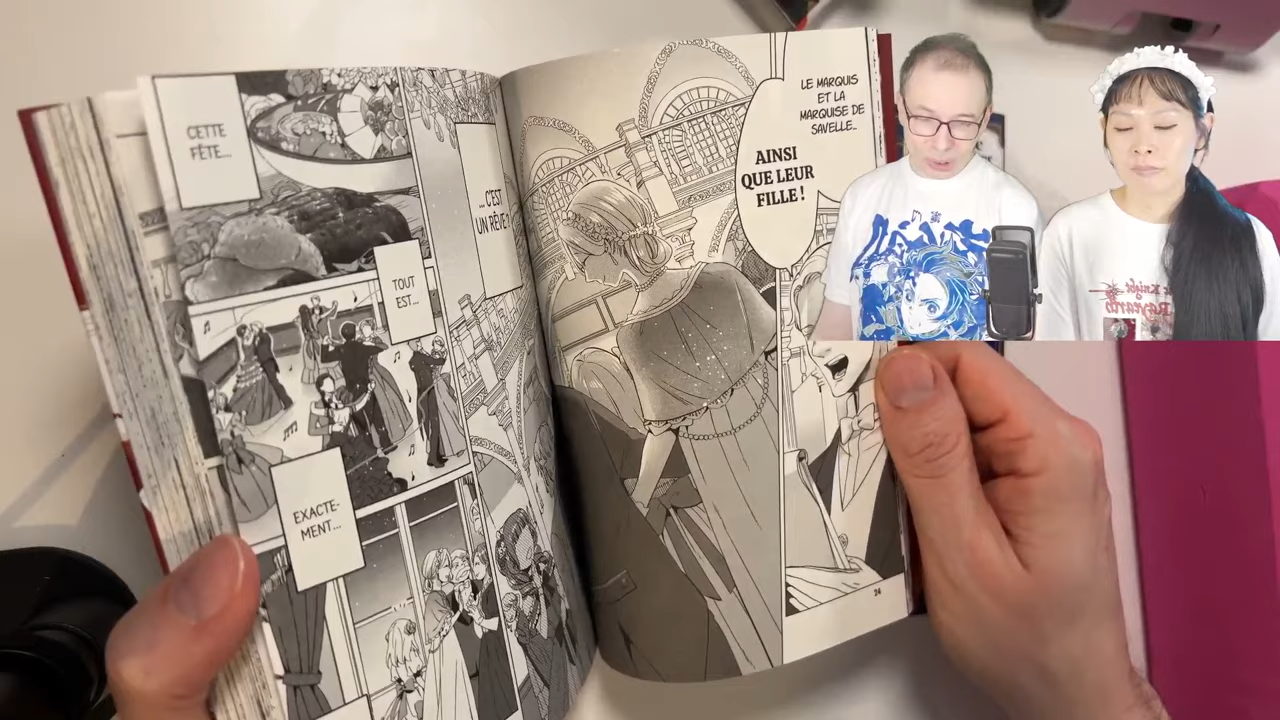 CETTE
FÊTE...
...C'EST
UN RÊVE ?
TOUT
EST...
EXACTE-
MENT...
LE MARQUIS
ET LA
MARQUISE DE
SAVELLE..
AINSI
QUE LEUR
FILLE !
24
Knight